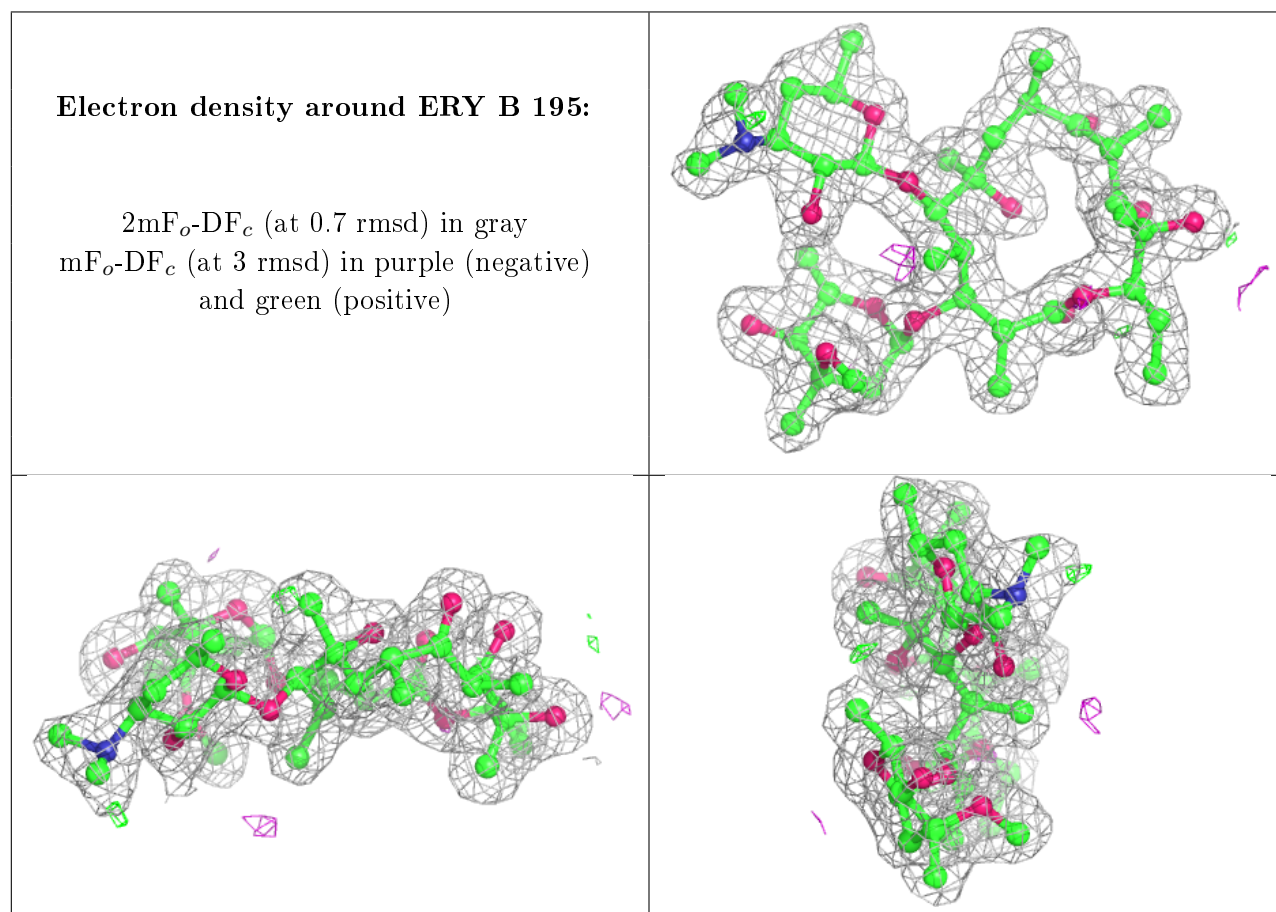 Electron density around ERY B 195:
2mFo-DFc (at 0.7 rmsd) in gray
mFo-DFc (at 3 rmsd) in purple (negative)
and green (positive)